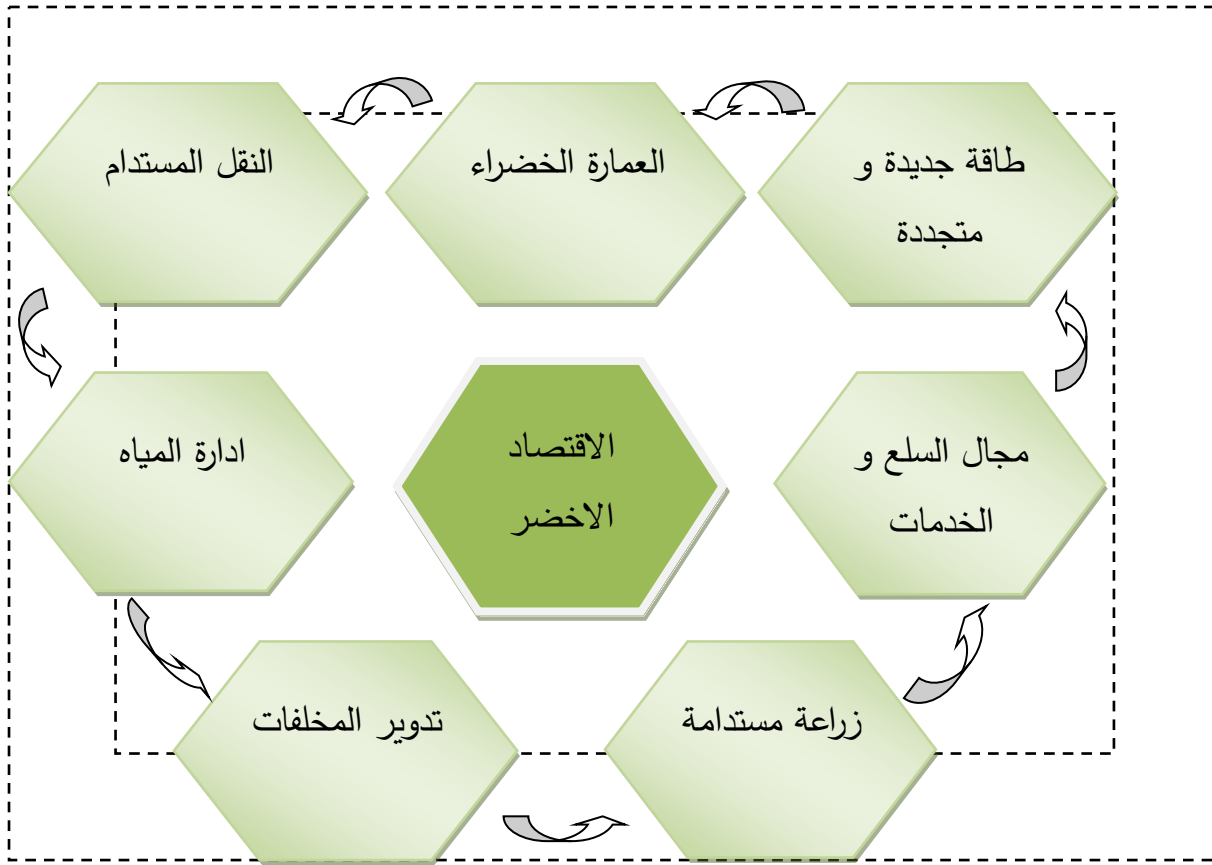 طاقة جديدة و
متجددة
العمارة الخضراء
النقل المستدام
مجال السلع و
الخدمات
الاقتصاد
الاخضر
ادارة المياه
زراعة مستدامة
تدوير المخلفات